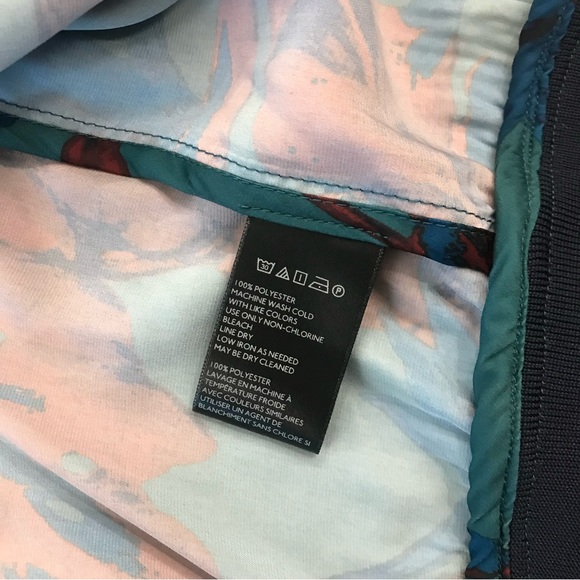 30 P
100% POLYESTER
MACHINE WASH COLD
WITH LIKE COLORS
USE ONLY NON-CHLORINE
BLEACH
LINE DRY
LOW IRON AS NEEDED
MAY BE DRY CLEANED
100% POLYESTER
LAVAGE EN MACHINE À
TEMPÉRATURE FROIDE
AVEC COULEURS SIMILAIRES
UTILISER UN AGENT DE
BLANCHIMENT SANS CHLORE SI